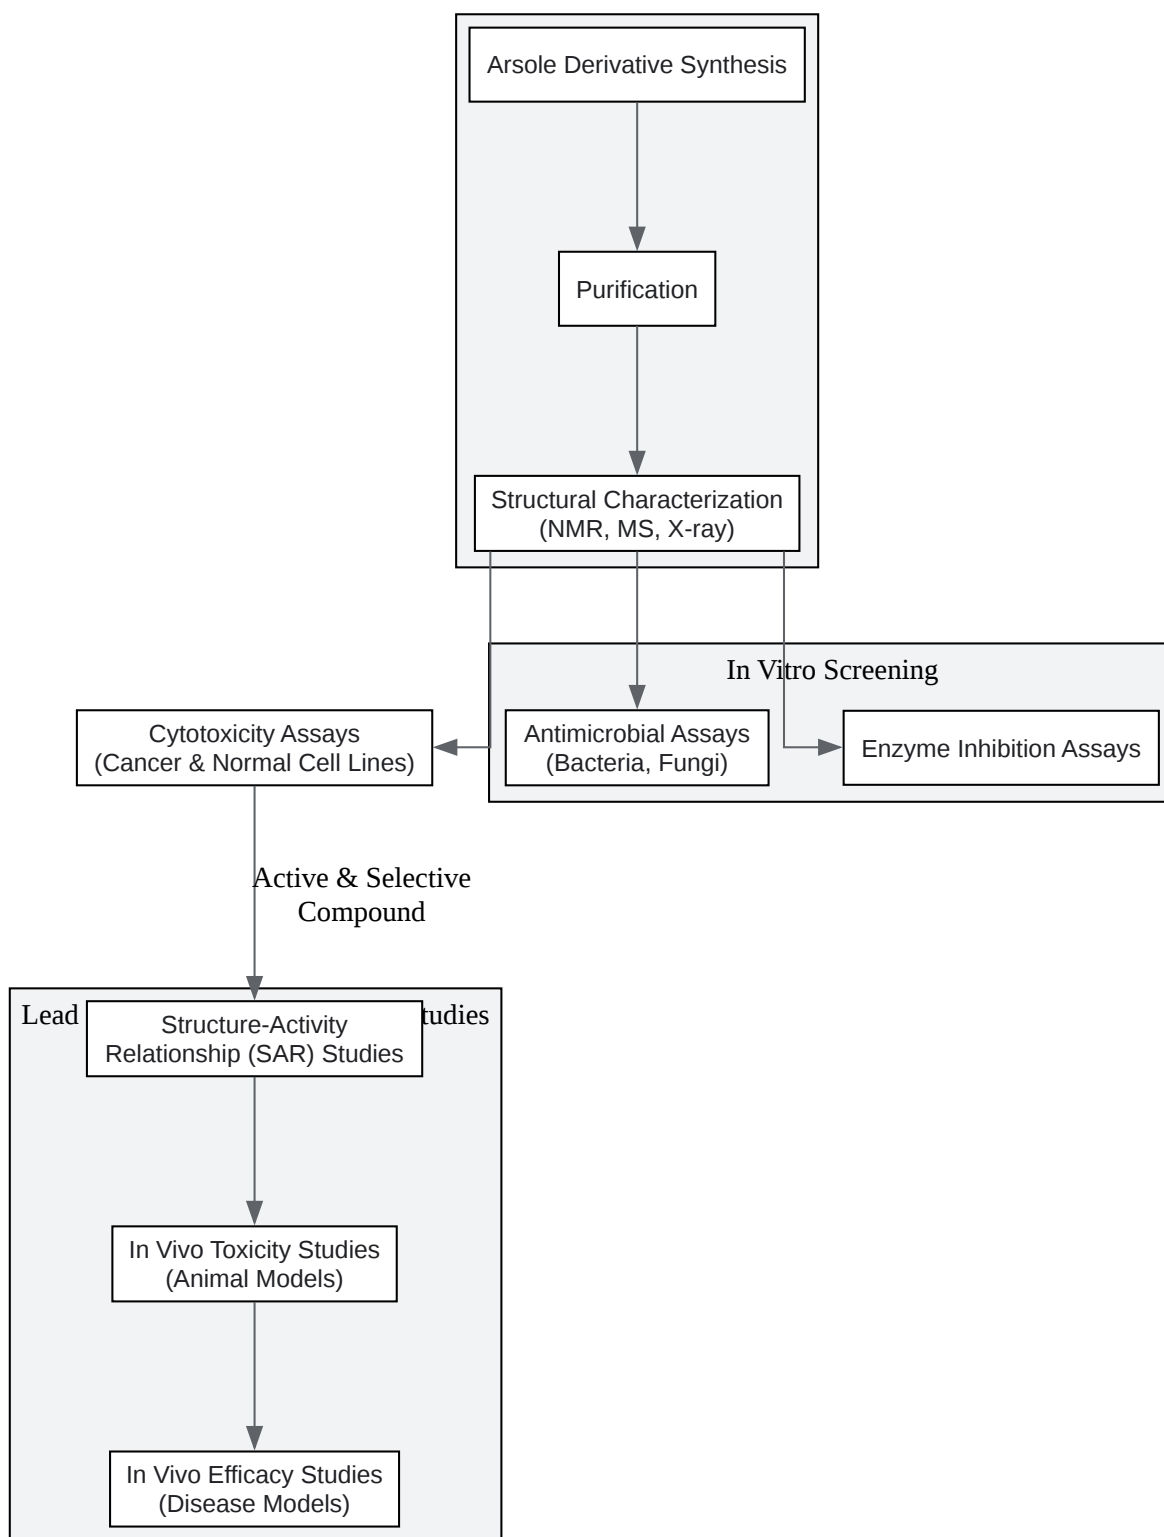 Arsole Derivative Synthesis
Purification
Structural Characterization
(NMR, MS, X-ray)
In Vitro Screening
Cytotoxicity Assays
(Cancer & Normal Cell Lines)
Antimicrobial Assays
(Bacteria, Fungi)
Enzyme Inhibition Assays
Active & Selective
Compound
Lead
tudies
Structure-Activity
Relationship (SAR) Studies
In Vivo Toxicity Studies
(Animal Models)
In Vivo Efficacy Studies
(Disease Models)